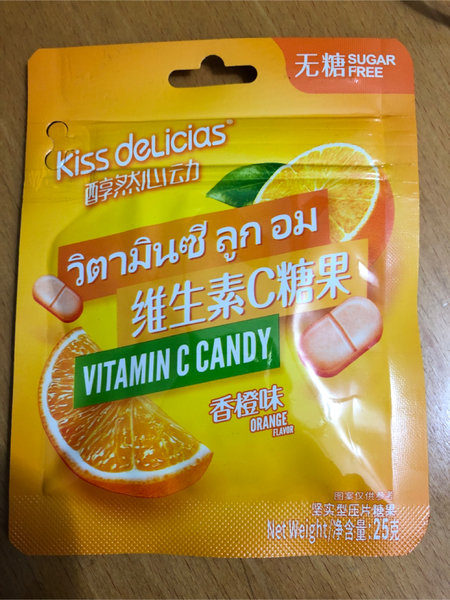 无糖 SUGAR FREE
Kiss deLicias®
醇然心动
วิตามินซี ลูก อม
维生素C糖果
VITAMIN C CANDY
香橙味
ORANGE
FLAVOR
图案仅供参考
坚实型压片糖果
Net Weight/净含量:25克